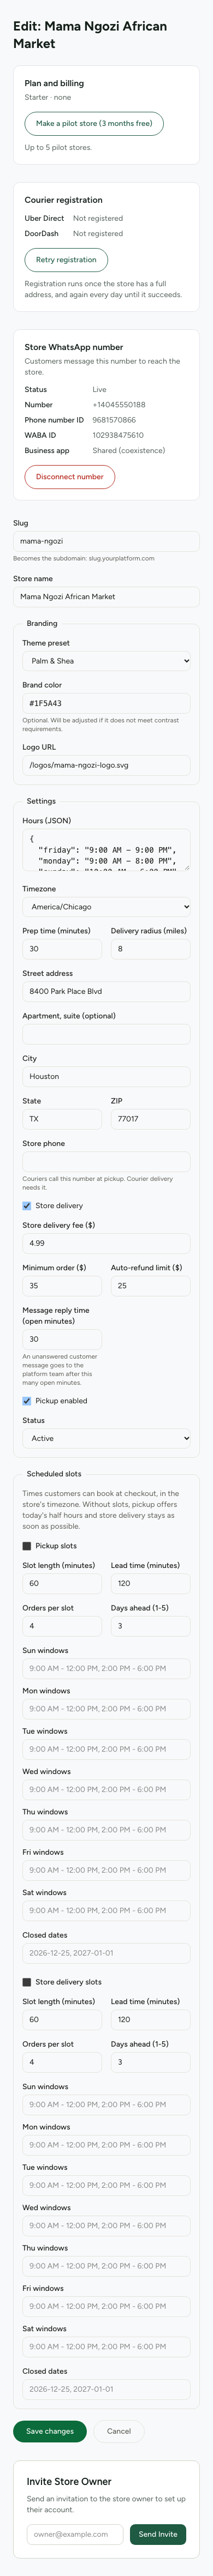 Edit: Mama Ngozi African
Market
Plan and billing
Starter · none
Make a pilot store (3 months free)
Up to 5 pilot stores.
Courier registration
Uber Direct Not registered
DoorDash Not registered
Retry registration
Registration runs once the store has a full
address, and again every day until it succeeds.
Store WhatsApp number
Customers message this number to reach the
store.
Status Live
Number +14045550188
Phone number ID 9681570866
WABA ID 102938475610
Business app Shared (coexistence)
Disconnect number
Slug
mama-ngozi
Becomes the subdomain: slug.yourplatform.com
Store name
Mama Ngozi African Market
Branding
Theme preset
Palm & Shea
Brand color
#1F5A43
Optional. Will be adjusted if it does not meet contrast
requirements.
Logo URL
/logos/mama-ngozi-logo.svg
Settings
Hours (JSON)
{
"friday": "9:00 AM – 9:00 PM",
"monday": "9:00 AM – 8:00 PM",
Timezone
America/Chicago
Prep time (minutes) Delivery radius (miles)
30 8
Street address
8400 Park Place Blvd
Apartment, suite (optional)
City
Houston
State ZIP
TX 77017
Store phone
Couriers call this number at pickup. Courier delivery
needs it.
Store delivery
Store delivery fee ($)
4.99
Minimum order ($) Auto-refund limit ($)
35 25
Message reply time
(open minutes)
30
An unanswered customer
message goes to the
platform team after this
many open minutes.
Pickup enabled
Status
Active
Scheduled slots
Times customers can book at checkout, in the
store's timezone. Without slots, pickup offers
today's half hours and store delivery stays as
soon as possible.
Pickup slots
Slot length (minutes) Lead time (minutes)
60 120
Orders per slot Days ahead (1-5)
4 3
Sun windows
9:00 AM - 12:00 PM, 2:00 PM - 6:00 PM
Mon windows
9:00 AM - 12:00 PM, 2:00 PM - 6:00 PM
Tue windows
9:00 AM - 12:00 PM, 2:00 PM - 6:00 PM
Wed windows
9:00 AM - 12:00 PM, 2:00 PM - 6:00 PM
Thu windows
9:00 AM - 12:00 PM, 2:00 PM - 6:00 PM
Fri windows
9:00 AM - 12:00 PM, 2:00 PM - 6:00 PM
Sat windows
9:00 AM - 12:00 PM, 2:00 PM - 6:00 PM
Closed dates
2026-12-25, 2027-01-01
Store delivery slots
Slot length (minutes) Lead time (minutes)
60 120
Orders per slot Days ahead (1-5)
4 3
Sun windows
9:00 AM - 12:00 PM, 2:00 PM - 6:00 PM
Mon windows
9:00 AM - 12:00 PM, 2:00 PM - 6:00 PM
Tue windows
9:00 AM - 12:00 PM, 2:00 PM - 6:00 PM
Wed windows
9:00 AM - 12:00 PM, 2:00 PM - 6:00 PM
Thu windows
9:00 AM - 12:00 PM, 2:00 PM - 6:00 PM
Fri windows
9:00 AM - 12:00 PM, 2:00 PM - 6:00 PM
Sat windows
9:00 AM - 12:00 PM, 2:00 PM - 6:00 PM
Closed dates
2026-12-25, 2027-01-01
Save changes Cancel
Invite Store Owner
Send an invitation to the store owner to set up
their account.
owner@example.com Send Invite